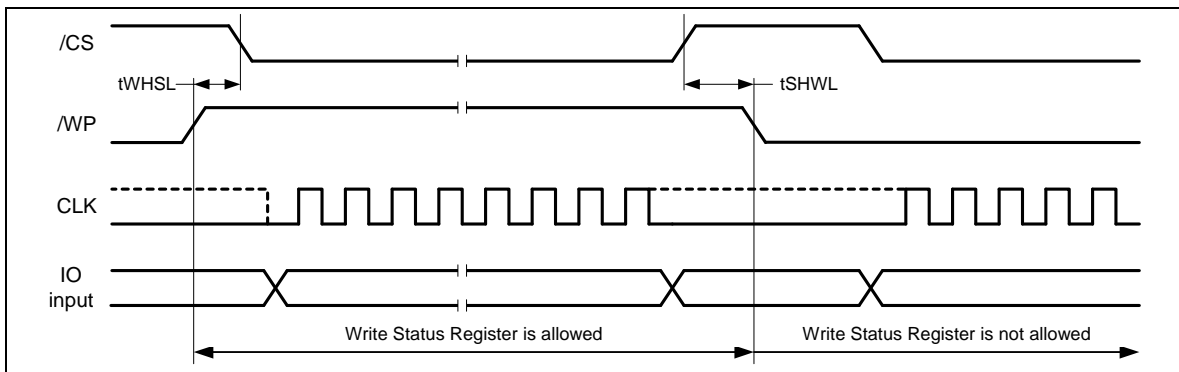 /CS
tWHSL
tSHWL
/WP
CLK
IO
input
Write Status Register is allowed
Write Status Register is not allowed